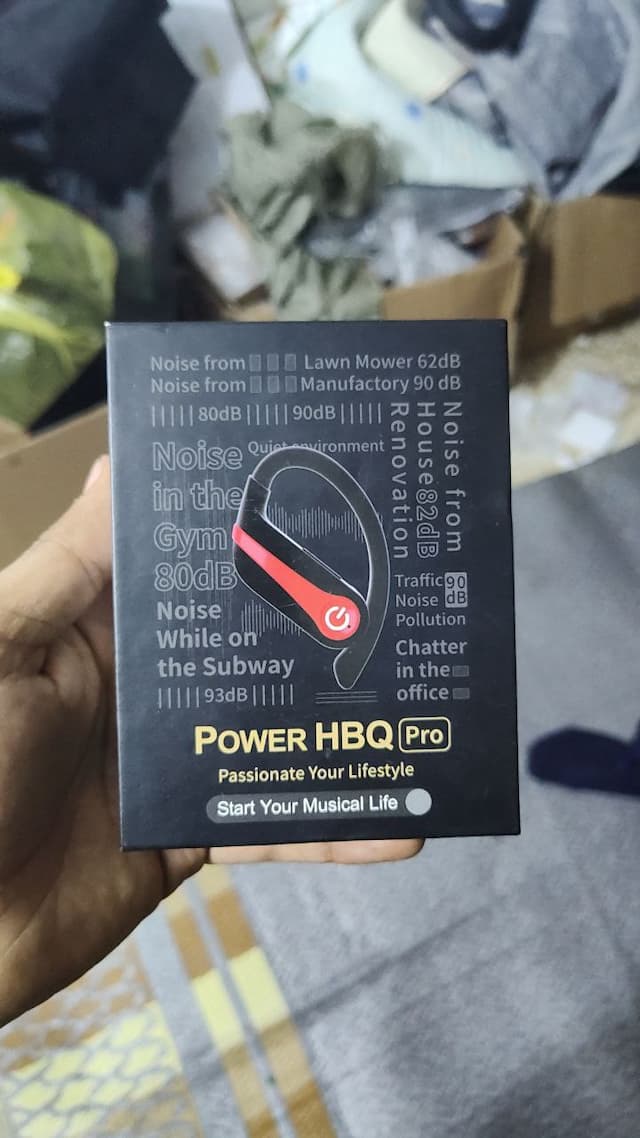 Noise from Lawn Mower 62dB
Noise from Manufactory 90 dB
80dB 90dB
Noise from
House 82dB
Renovation
Quiet environment
Noise
in the
Gym
80dB
Traffic 90
Noise dB
Pollution
Noise
While on
the Subway
93dB
Chatter
in the
office
POWER HBQ Pro
Passionate Your Lifestyle
Start Your Musical Life